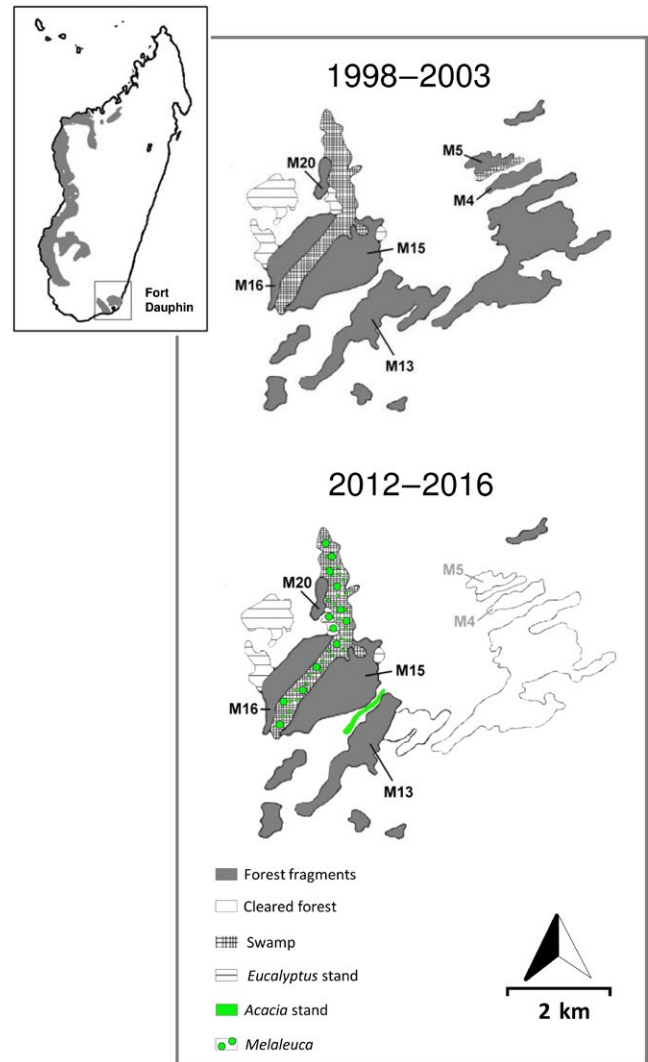 Fort
Dauphin
1998–2003
M20
M5
M4
M15
M16
M13
2012–2016
M5
M20
M4
M15
M16
M13
Forest fragments
Cleared forest
Swamp
Eucalyptus stand
Acacia stand
Melaleuca
2 km